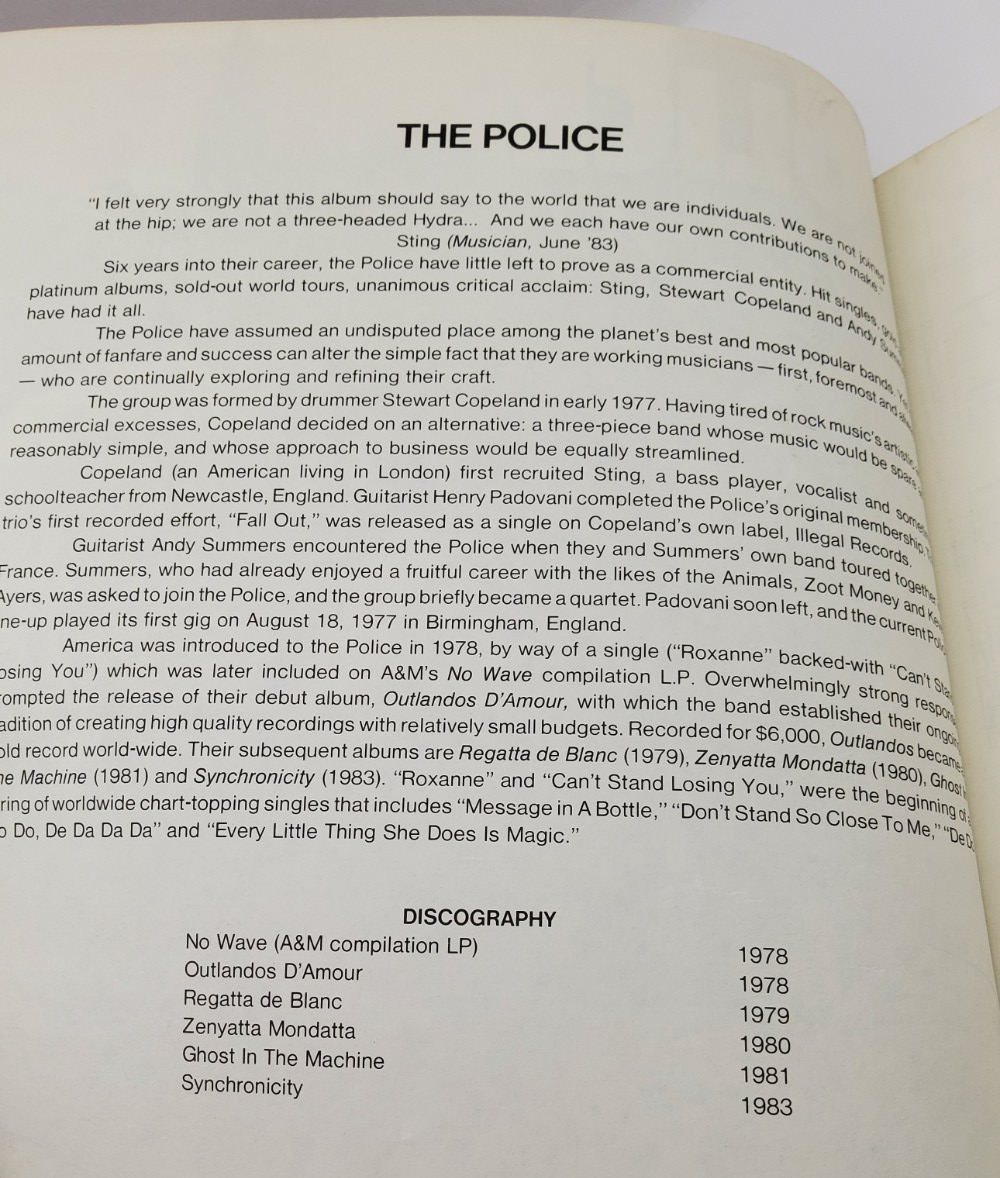 THE POLICE
“I felt very strongly that this album should say to the world that we are individuals. We are not joined
at the hip; we are not a three-headed Hydra... And we each have our own contributions to make.”
Sting (Musician, June '83)
Six years into their career, the Police have little left to prove as a commercial entity. Hit singles,
platinum albums, sold-out world tours, unanimous critical acclaim: Sting, Stewart Copeland and Andy
have had it all.
The Police have assumed an undisputed place among the planet's best and most popular bands.
amount of fanfare and success can alter the simple fact that they are working musicians — first, foremost and
— who are continually exploring and refining their craft.
The group was formed by drummer Stewart Copeland in early 1977. Having tired of rock music's
commercial excesses, Copeland decided on an alternative: a three-piece band whose music would be
reasonably simple, and whose approach to business would be equally streamlined.
Copeland (an American living in London) first recruited Sting, a bass player, vocalist and
schoolteacher from Newcastle, England. Guitarist Henry Padovani completed the Police's original membership.
trio's first recorded effort, “Fall Out,” was released as a single on Copeland's own label, Illegal Records.
Guitarist Andy Summers encountered the Police when they and Summers' own band toured together
France. Summers, who had already enjoyed a fruitful career with the likes of the Animals, Zoot Money and
Ayers, was asked to join the Police, and the group briefly became a quartet. Padovani soon left, and the current
ne-up played its first gig on August 18, 1977 in Birmingham, England.
America was introduced to the Police in 1978, by way of a single (“Roxanne” backed-with “Can't
osing You”) which was later included on A&M's No Wave compilation L.P. Overwhelmingly strong
ompted the release of their debut album, Outlandos D'Amour, with which the band established their
adition of creating high quality recordings with relatively small budgets. Recorded for $6,000, Outlandos became
old record world-wide. Their subsequent albums are Regatta de Blanc (1979), Zenyatta Mondatta (1980), Ghost
he Machine (1981) and Synchronicity (1983). “Roxanne” and “Can't Stand Losing You,” were the beginning of
ring of worldwide chart-topping singles that includes “Message in A Bottle,” “Don't Stand So Close To Me,” “De
o Do, De Da Da Da” and “Every Little Thing She Does Is Magic.”
DISCOGRAPHY
No Wave (A&M compilation LP) 1978
Outlandos D'Amour 1978
Regatta de Blanc 1979
Zenyatta Mondatta 1980
Ghost In The Machine 1981
Synchronicity 1983